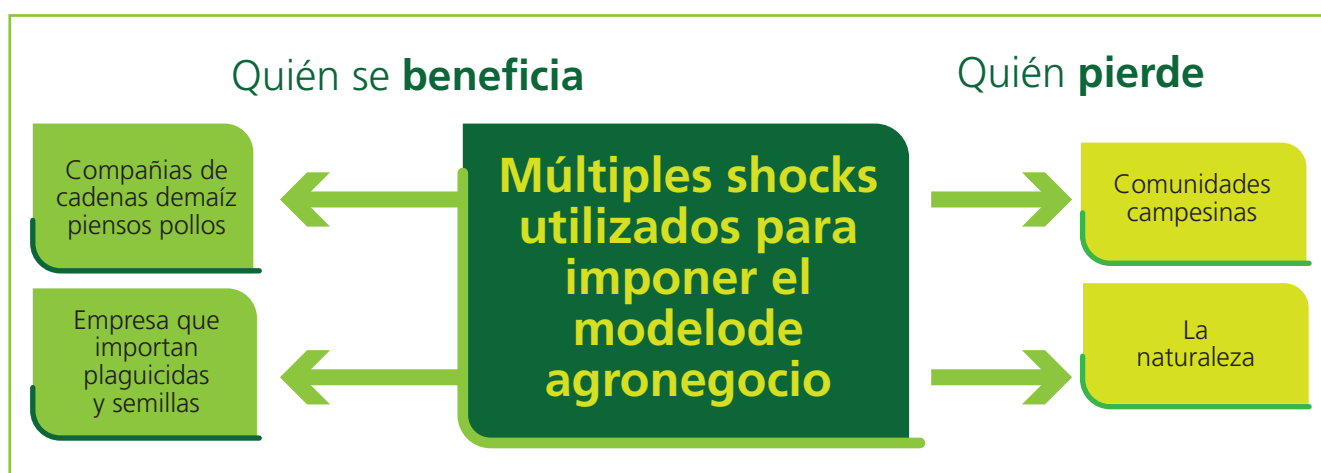 Quién se beneficia
Quién pierde
Compañias de
cadenas demaíz
piensos pollos
Empresa que
importan
plaguicidas
y semillas
Múltiples shocks
utilizados para
imponer el
modelode
agronegocio
Comunidades
campesinas
La
naturaleza